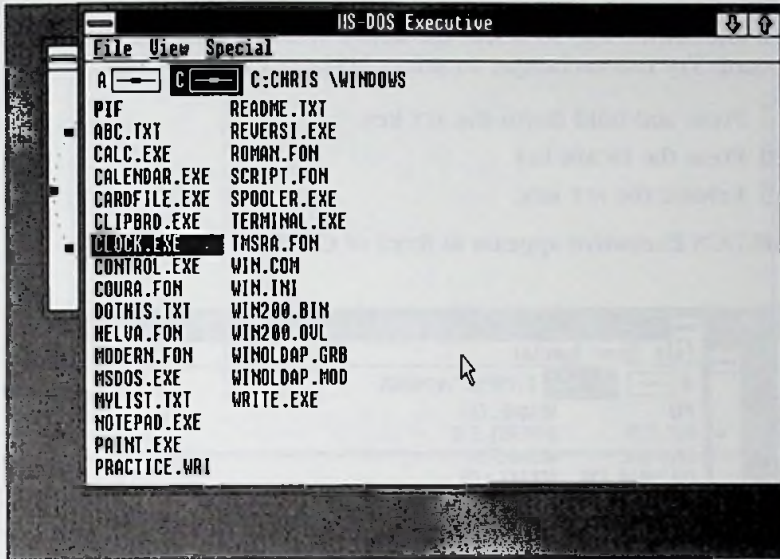 MS-DOS Executive
File View Special
A C C:CHRIS \WINDOWS
PIF README.TXT
ABC.TXT REVERSI.EXE
CALC.EXE ROMAN.FON
CALENDAR.EXE SCRIPT.FON
CARDFILE.EXE SPOOLER.EXE
CLIPBRD.EXE TERMINAL.EXE
CLOCK.EXE TMSRA.FON
CONTROL.EXE WIN.COM
COURA.FON WIN.INI
DOTHIS.TXT WIN200.BIN
HELVA.FON WIN200.OVL
MODERN.FON WINOLDAP.GRB
MSDOS.EXE WINOLDAP.MOD
MYLIST.TXT WRITE.EXE
NOTEPAD.EXE
PAINT.EXE
PRACTICE.WRI